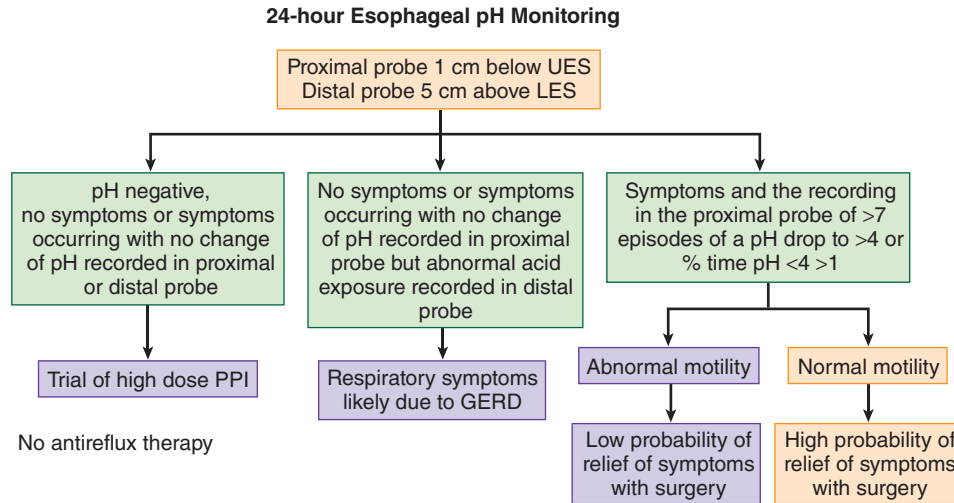 24-hour Esophageal pH Monitoring
Proximal probe 1 cm below UES
Distal probe 5 cm above LES
pH negative,
no symptoms or symptoms
occurring with no change
of pH recorded in proximal
or distal probe
No symptoms or symptoms
occurring with no change
of pH recorded in proximal
probe but abnormal acid
exposure recorded in distal
probe
Symptoms and the recording
in the proximal probe of >7
episodes of a pH drop to >4 or
% time pH <4 >1
Trial of high dose PPI
Respiratory symptoms
likely due to GERD
Abnormal motility
Normal motility
No antireflux therapy
Low probability of
relief of symptoms
with surgery
High probability of
relief of symptoms
with surgery